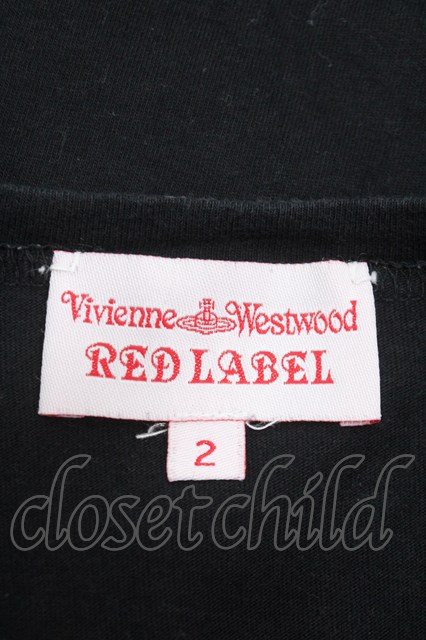 Vivienne Westwood
RED LABEL
2
closetchild